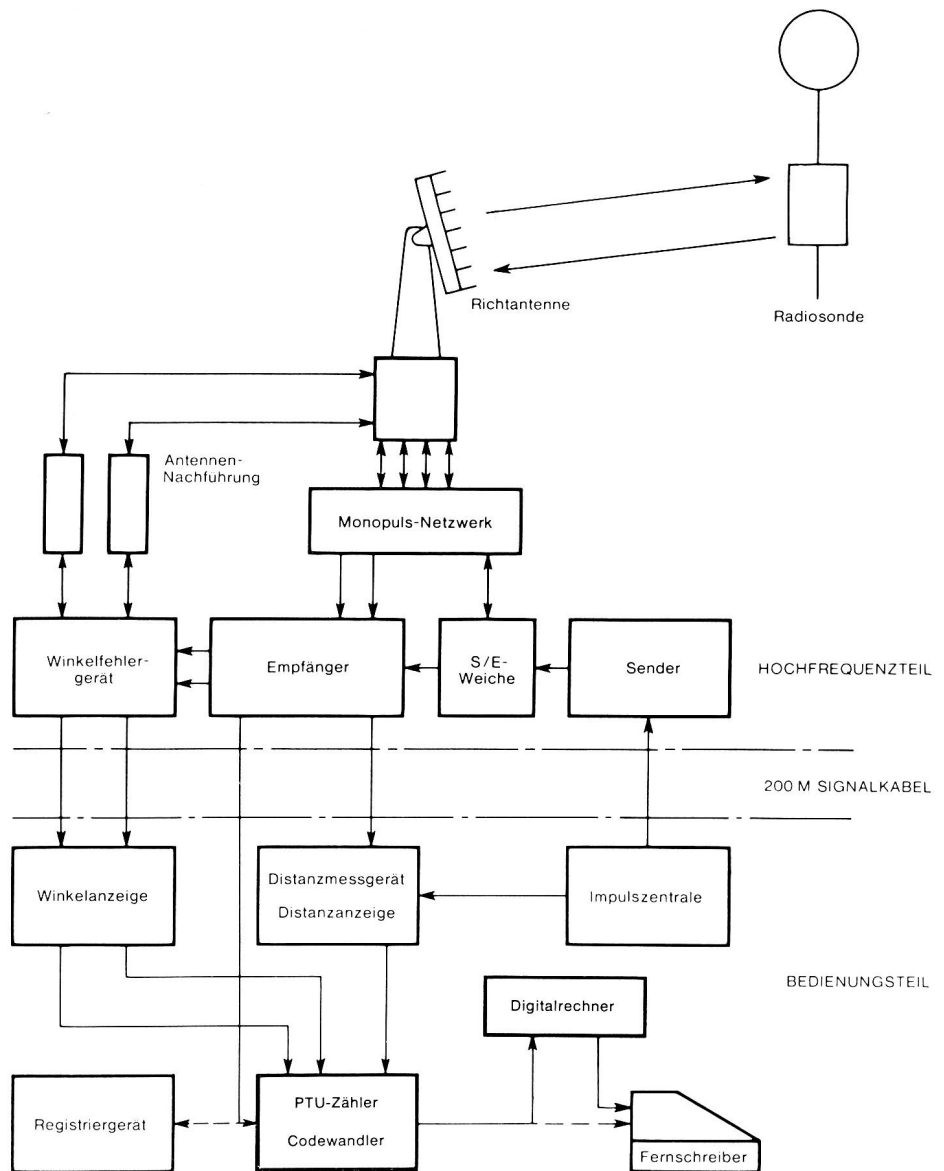 Richtantenne
Radiosonde
Antennen-
Nachführung
Monopuls-Netzwerk
Winkelfehler-
gerät
Empfänger
S/E-
Weiche
Sender
HOCHFREQUENZTEIL
200 M SIGNALKABEL
Winkelanzeige
Distanzmessgerät
Distanzanzeige
Impulszentrale
BEDIENUNGSTEIL
Digitalrechner
Registriergerät
PTU-Zähler
Codewandler
Fernschreiber